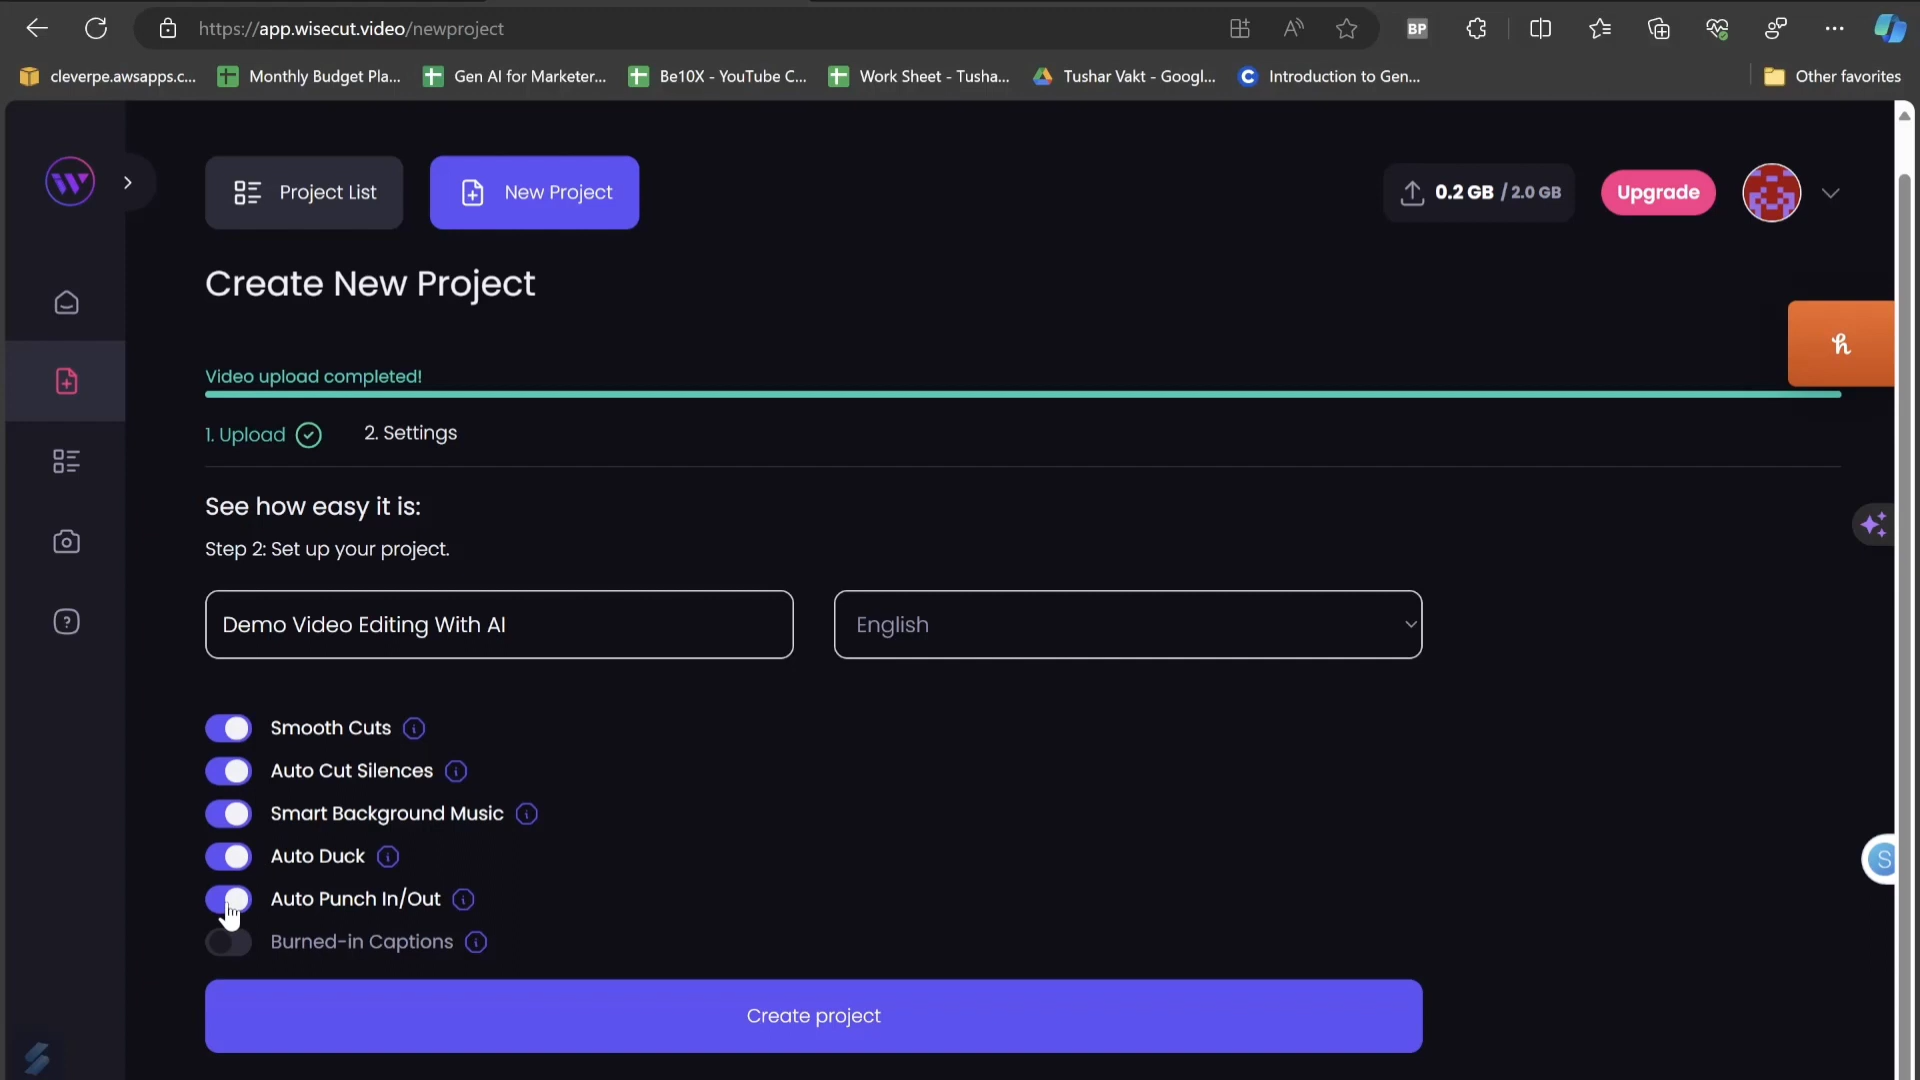 https://app.wisecut.video/newproject
BP
cleverpe.awsapps.c...
Monthly Budget Pla...
Gen AI for Marketer...
Be10X - YouTube C...
Work Sheet - Tusha...
Tushar Vakt - Googl...
C
Introduction to Gen...
Other favorites
Project List
New Project
0.2 GB / 2.0 GB
Upgrade
Create New Project
h
Video upload completed!
1. Upload
2. Settings
See how easy it is:
Step 2: Set up your project.
Demo Video Editing With AI
English
Smooth Cuts
Auto Cut Silences
Smart Background Music
Auto Duck
S
Auto Punch In/Out
Burned-in Captions
Create project